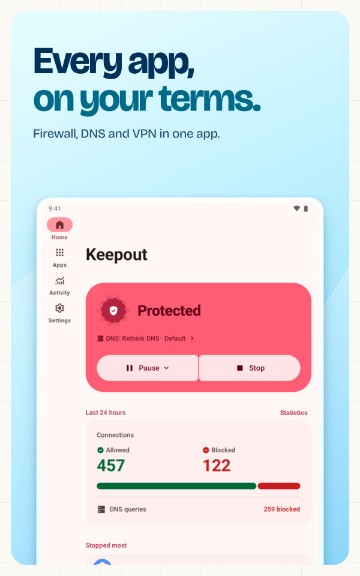 Every app,
on your terms.
Firewall, DNS and VPN in one app.
9:41
Home
Keepout
Apps
Activity
Settings
Protected
DNS: Rethink DNS · Default
Pause
Stop
Last 24 hours
Statistics
Connections
Allowed
Blocked
457
122
DNS queries
259 blocked
Stopped most